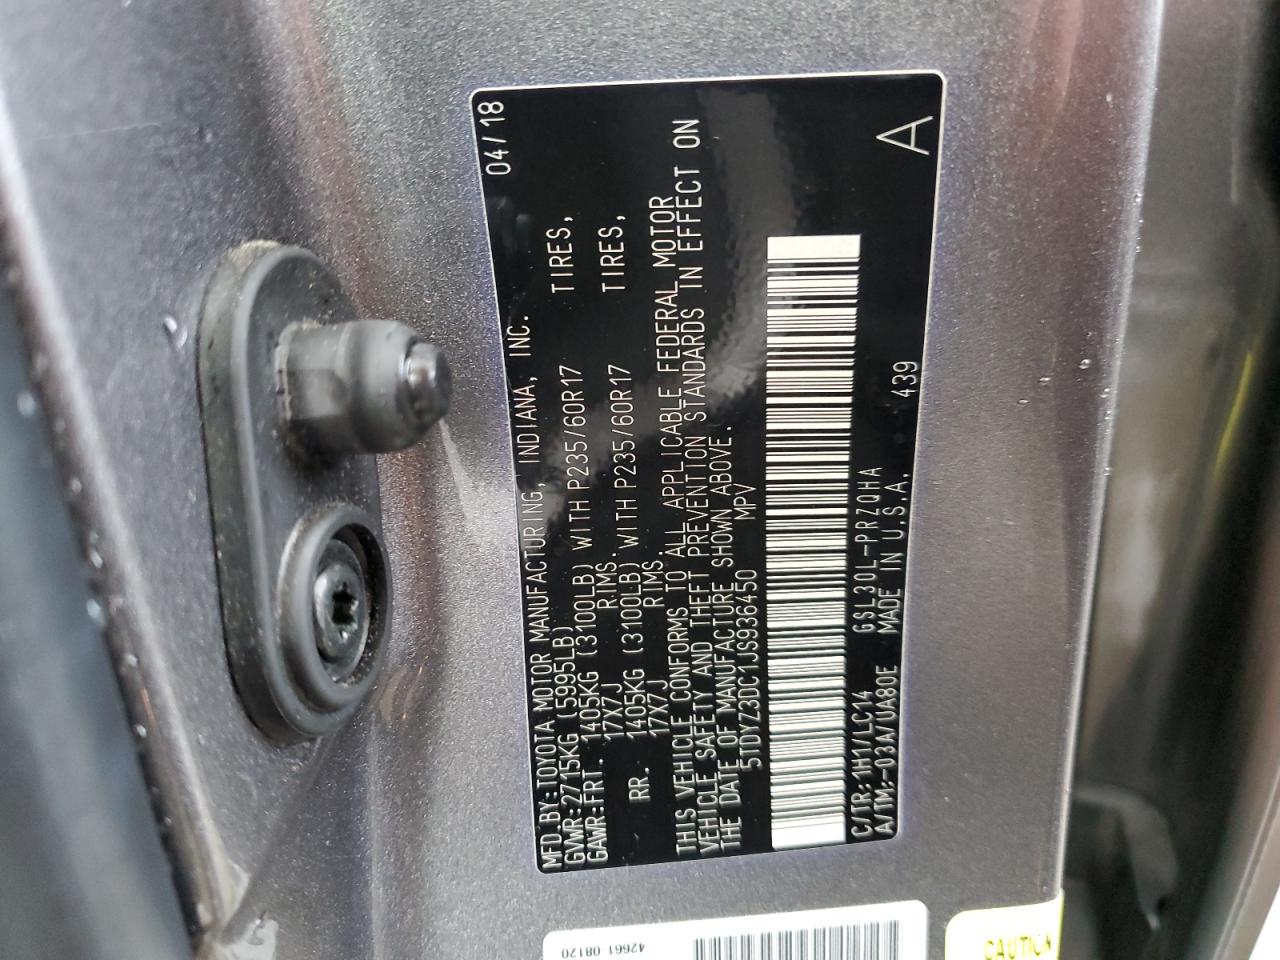 MFD.BY:TOYOTA MOTOR MANUFACTURING, INDIANA, INC. 04/18
GVWR:2715KG (5995LB)
GAWR:FRT. 1405KG (3100LB) WITH P235/60R17 TIRES,
17X7J RIMS.
RR. 1405KG (3100LB) WITH P235/60R17 TIRES,
17X7J RIMS.
THIS VEHICLE CONFORMS TO ALL APPLICABLE FEDERAL MOTOR
VEHICLE SAFETY AND THEFT PREVENTION STANDARDS IN EFFECT ON
THE DATE OF MANUFACTURE SHOWN ABOVE.
5TDYZ3DC1JS936450 MPV
C/TR:1H1/LC14 GSL30L-PRZQHA 439 A
A/TM:-03A/UA80E MADE IN U.S.A.
42661 08120
CAUTION